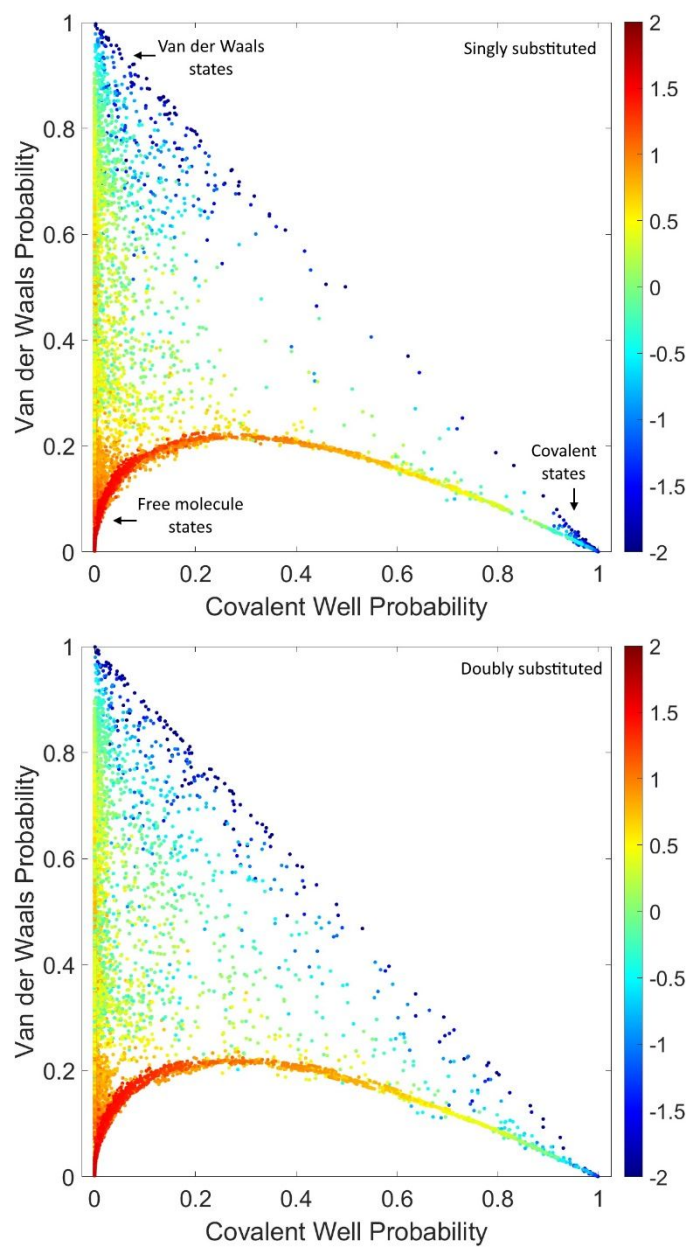 Singly substituted
Van der Waals
states
Covalent
states
Free molecule
states
Van der Waals Probability
1
0.8
0.6
0.4
0.2
0
0 0.2 0.4 0.6 0.8 1
Covalent Well Probability
2
1.5
1
0.5
0
-0.5
-1
-1.5
-2
Doubly substituted
Van der Waals Probability
1
0.8
0.6
0.4
0.2
0
0 0.2 0.4 0.6 0.8 1
Covalent Well Probability
2
1.5
1
0.5
0
-0.5
-1
-1.5
-2